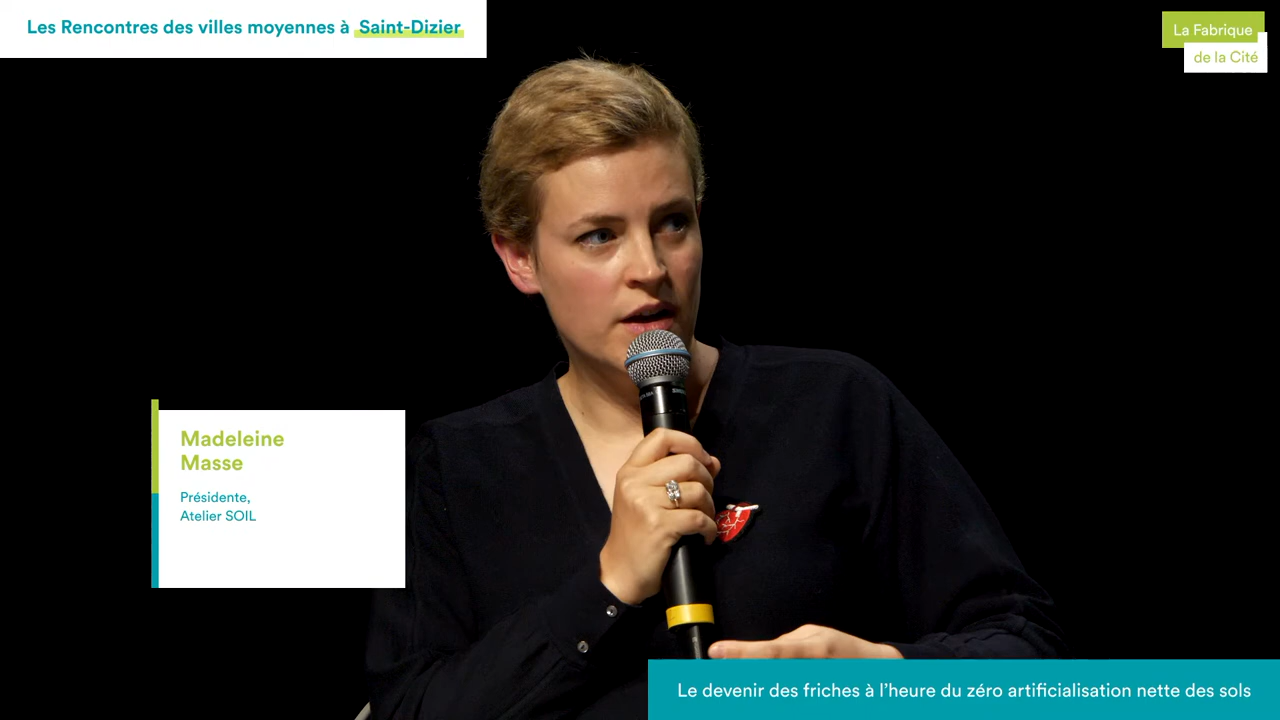 Les Rencontres des villes moyennes à Saint-Dizier
La Fabrique
de la Cité
Madeleine
Masse
Présidente,
Atelier SOIL
Le devenir des friches à l'heure du zéro artificialisation nette des sols